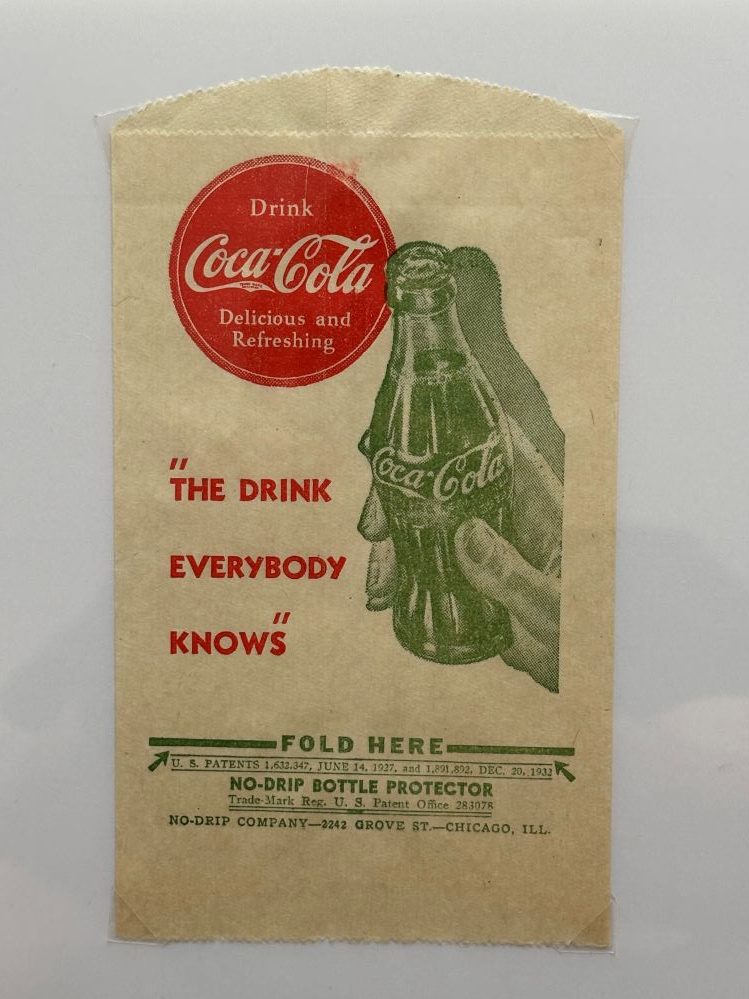 Drink
Coca-Cola
Delicious and
Refreshing
Coca-Cola
"THE DRINK
EVERYBODY
KNOWS"
FOLD HERE
U. S. PATENTS 1,632,347, JUNE 14, 1927, and 1,891,892, DEC. 20, 1932
NO-DRIP BOTTLE PROTECTOR
Trade-Mark Reg. U. S. Patent Office 283078
NO-DRIP COMPANY—2242 GROVE ST.—CHICAGO, ILL.